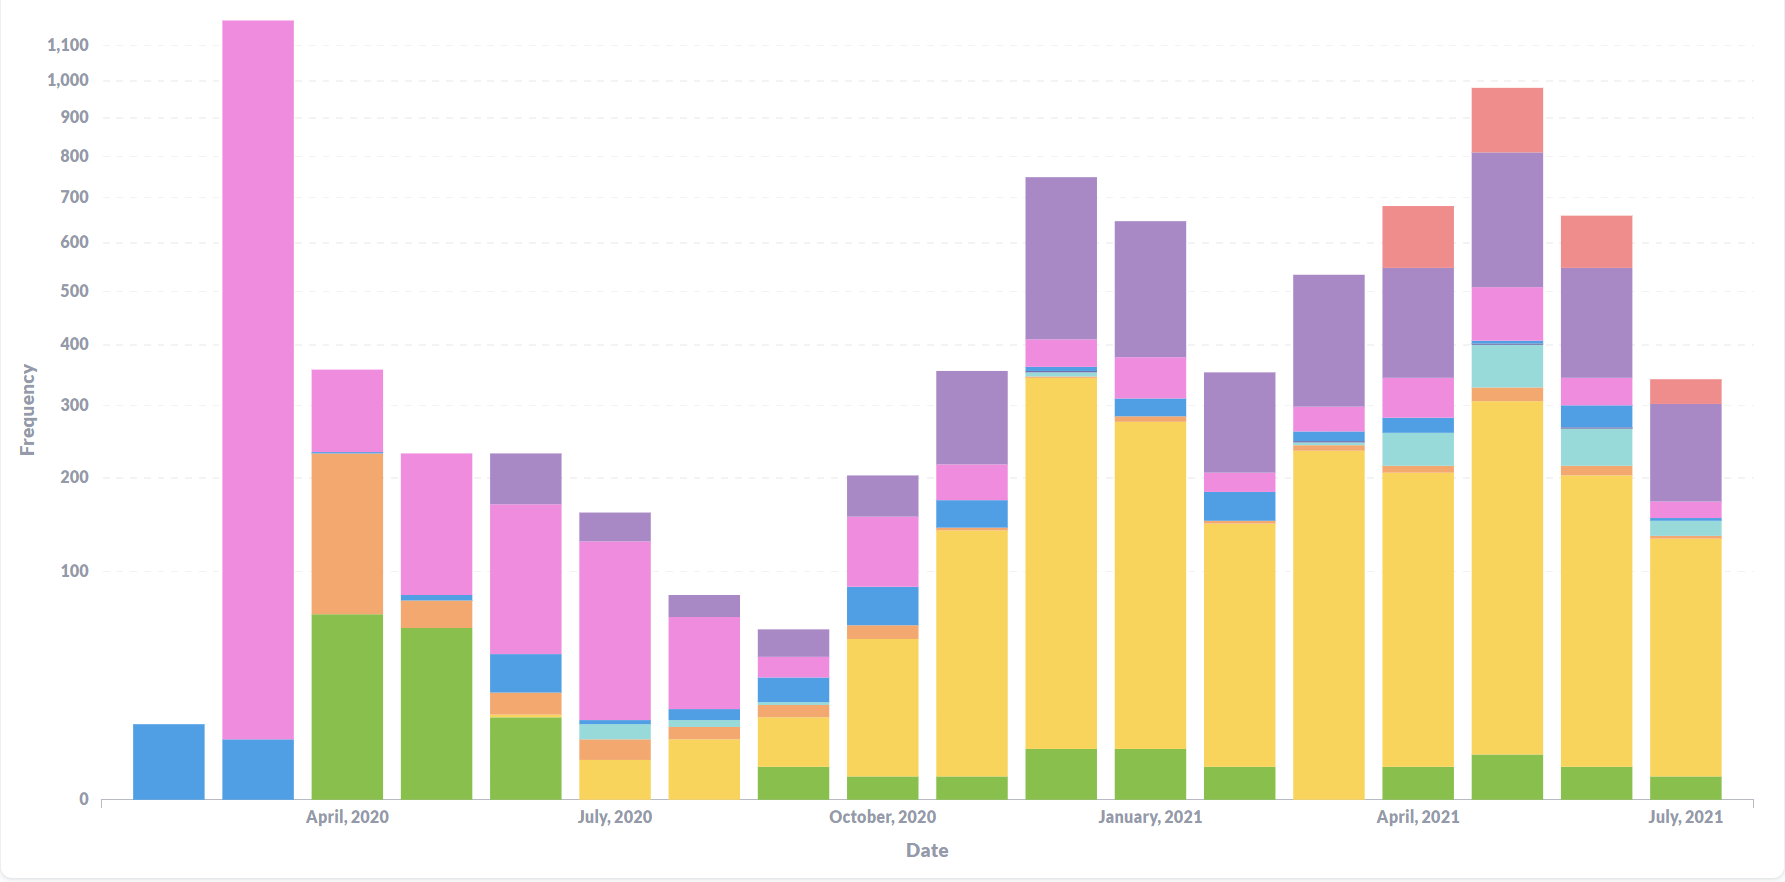 1,100
1,000
900
800
700
600
500
400
300
200
100
0
Frequency
April, 2020
July, 2020
October, 2020
January, 2021
April, 2021
July, 2021
Date